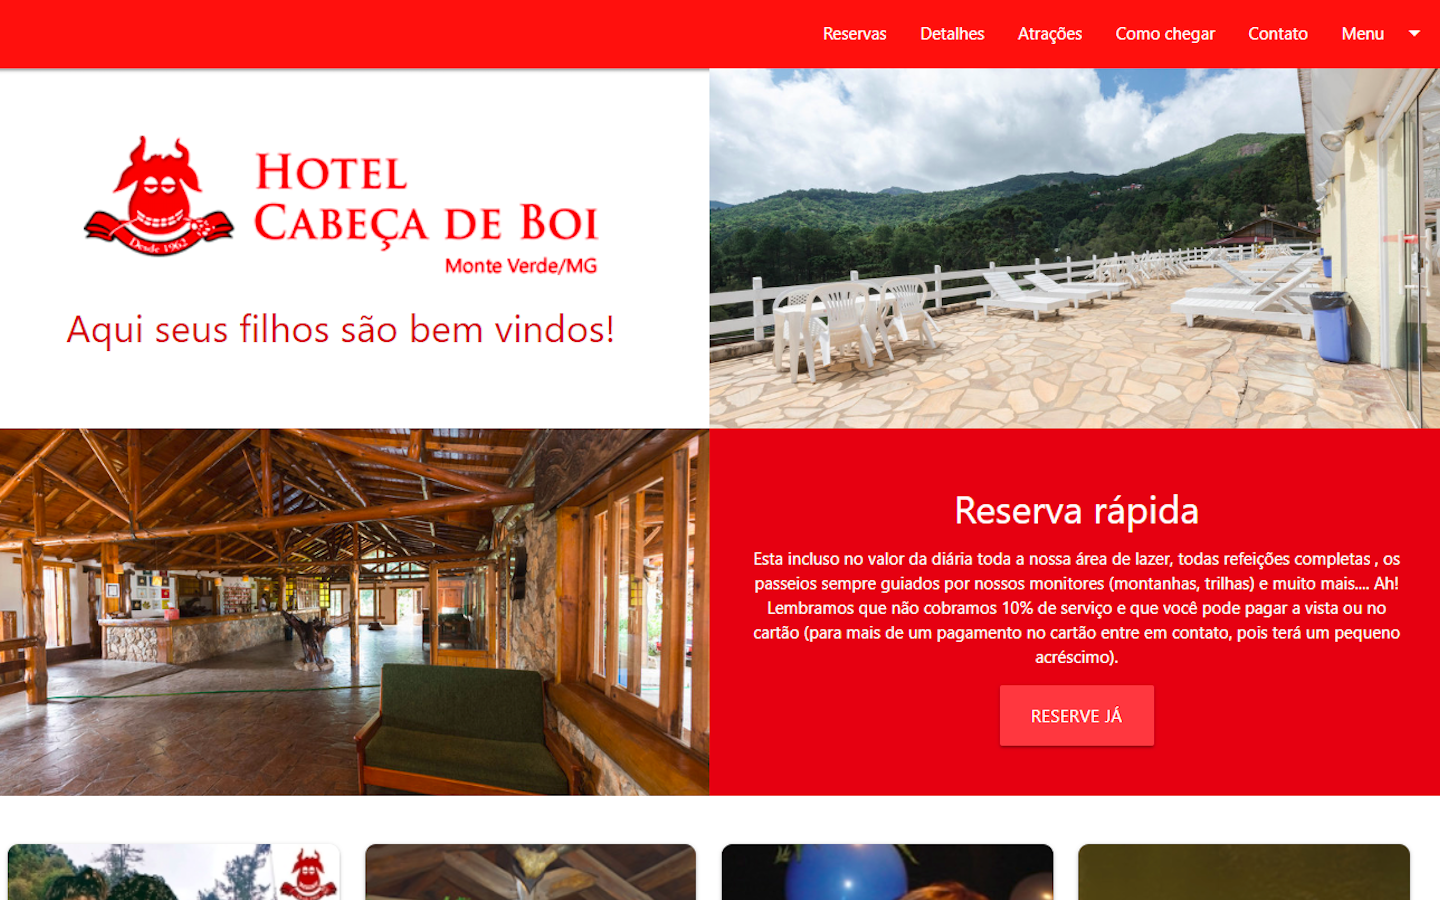 Reservas Detalhes Atrações Como chegar Contato Menu
Desde 1962
HOTEL
CABEÇA DE BOI
Monte Verde/MG
Aqui seus filhos são bem vindos!
Reserva rápida
Esta incluso no valor da diária toda a nossa área de lazer, todas refeições completas , os
passeios sempre guiados por nossos monitores (montanhas, trilhas) e muito mais.... Ah!
Lembramos que não cobramos 10% de serviço e que você pode pagar a vista ou no
cartão (para mais de um pagamento no cartão entre em contato, pois terá um pequeno
acréscimo).
RESERVE JÁ